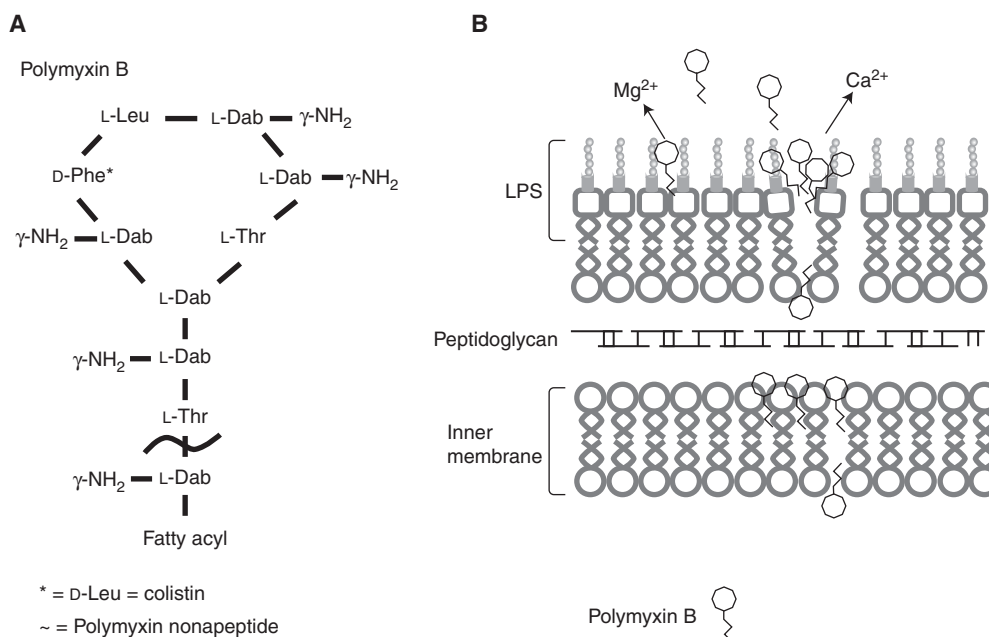 A
Polymyxin B
L-Leu
L-Dab
γ-NH2
D-Phe*
L-Dab
γ-NH2
γ-NH2
L-Dab
L-Thr
L-Dab
γ-NH2
L-Dab
L-Thr
γ-NH2
L-Dab
Fatty acyl
* = D-Leu = colistin
~ = Polymyxin nonapeptide
B
Mg2+
Ca2+
LPS
Peptidoglycan
Inner
membrane
Polymyxin B